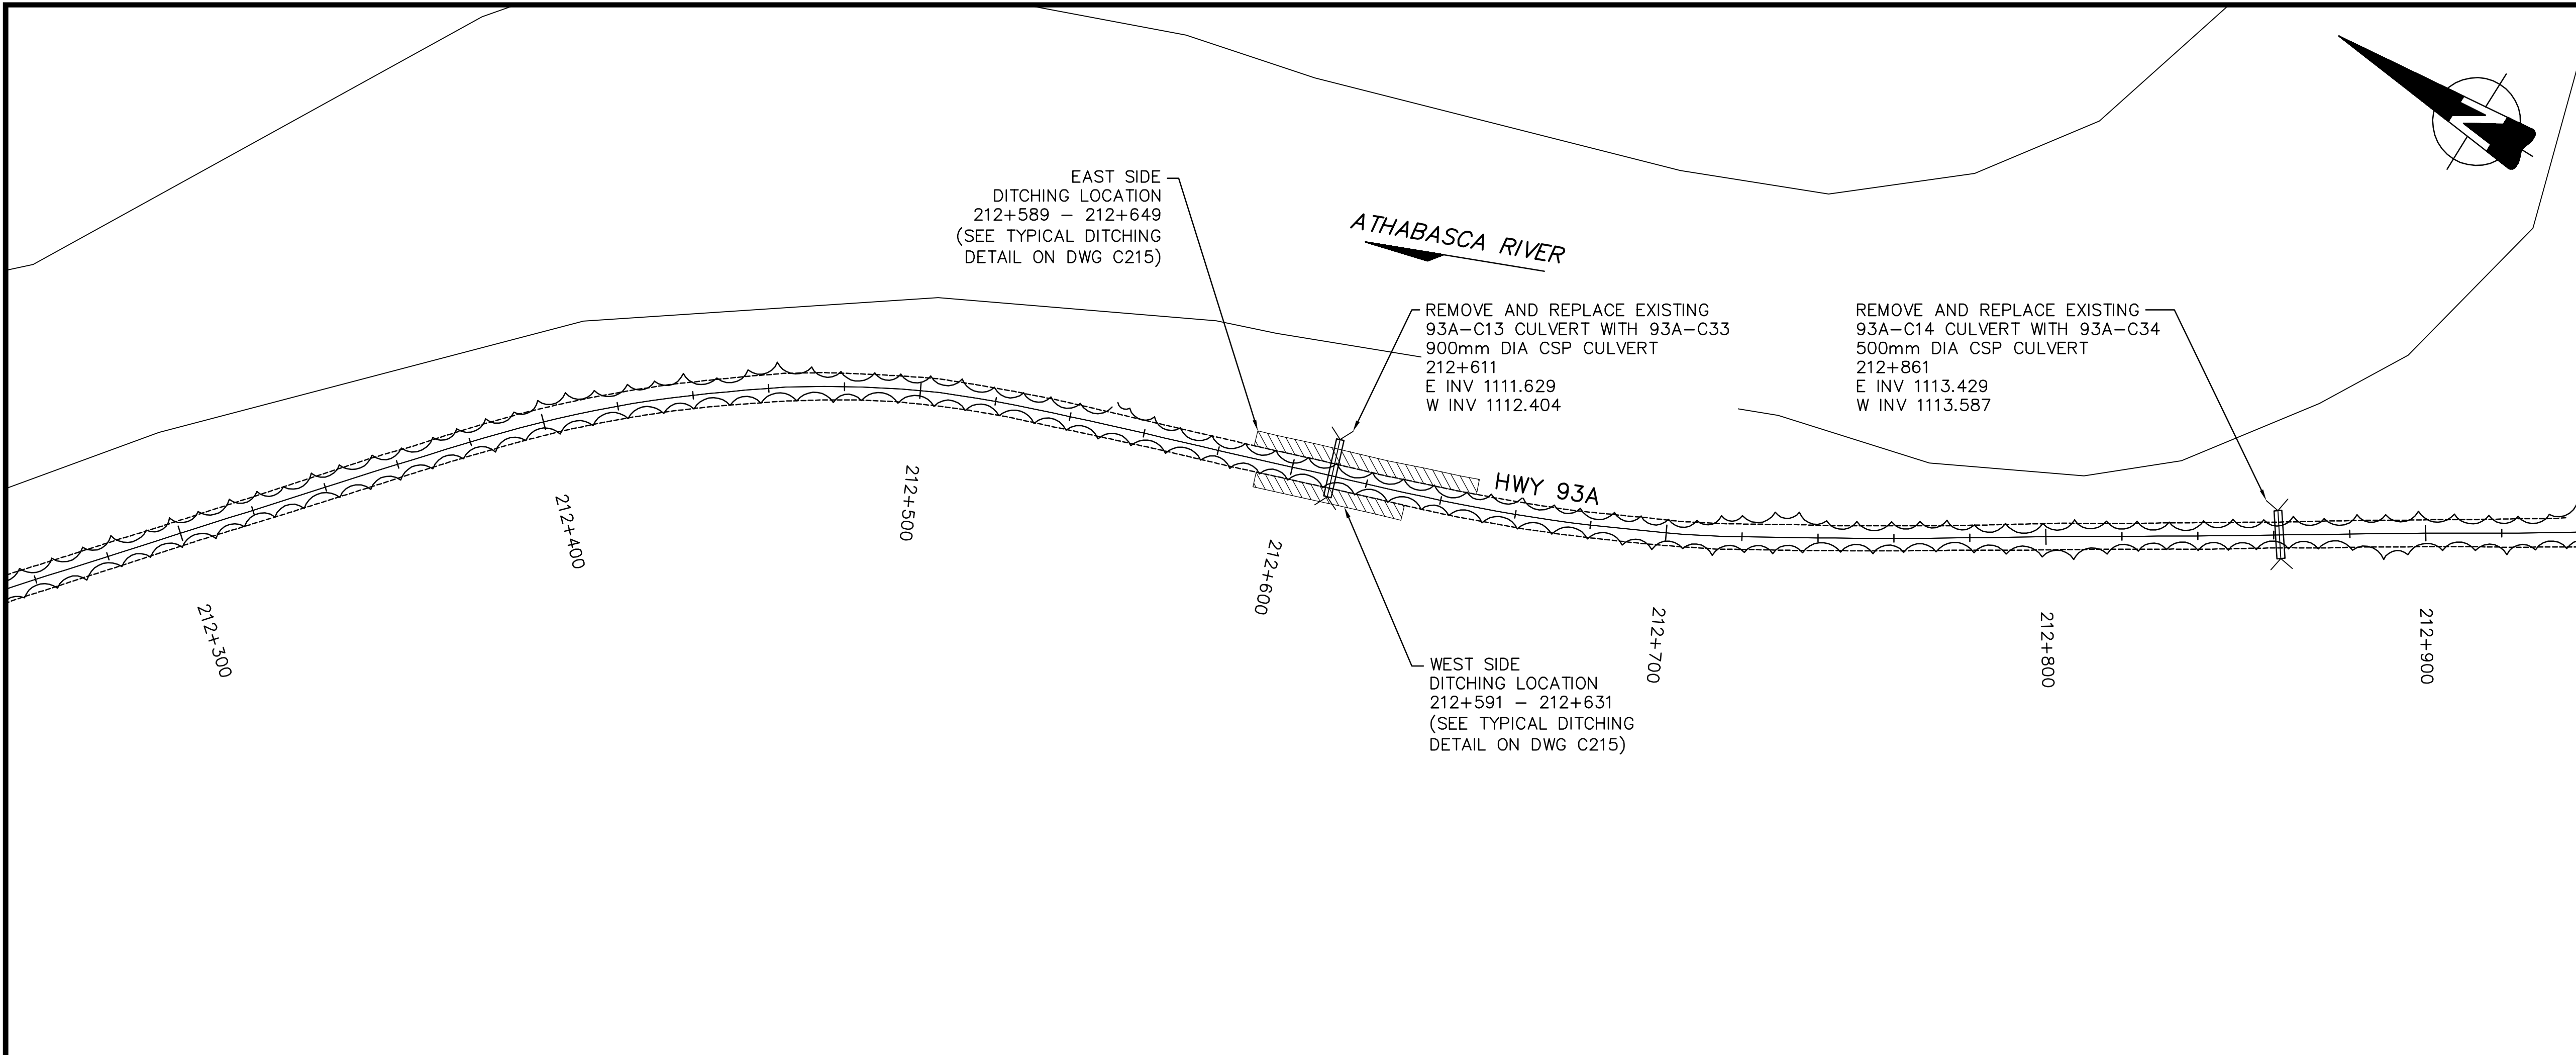 N
EAST SIDE
DITCHING LOCATION
212+589 - 212+649
(SEE TYPICAL DITCHING
DETAIL ON DWG C215)
ATHABASCA RIVER
REMOVE AND REPLACE EXISTING
93A-C13 CULVERT WITH 93A-C33
900mm DIA CSP CULVERT
212+611
E INV 1111.629
W INV 1112.404
REMOVE AND REPLACE EXISTING
93A-C14 CULVERT WITH 93A-C34
500mm DIA CSP CULVERT
212+861
E INV 1113.429
W INV 1113.587
HWY 93A
212+300
212+400
212+500
212+600
212+700
212+800
212+900
WEST SIDE
DITCHING LOCATION
212+591 - 212+631
(SEE TYPICAL DITCHING
DETAIL ON DWG C215)